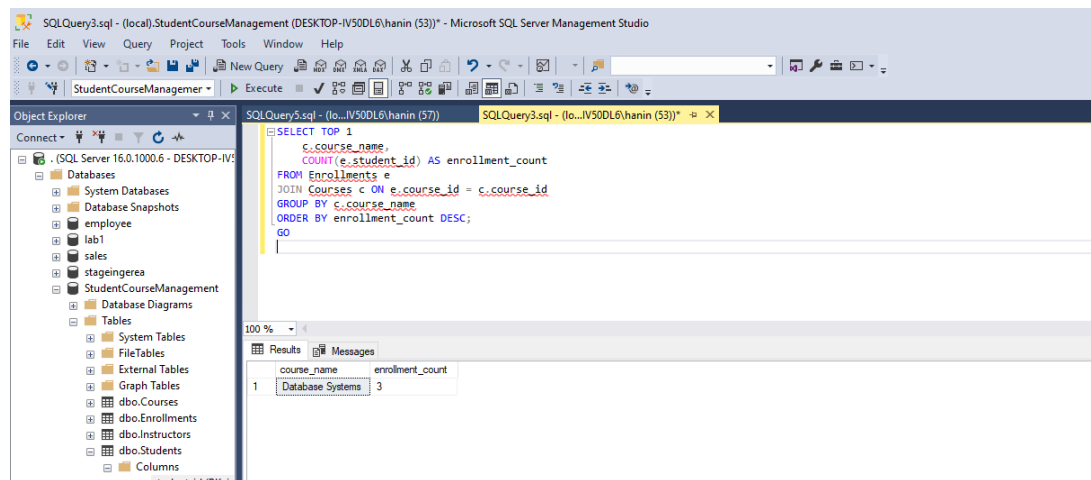 SQLQuery3.sql - (local).StudentCourseManagement (DESKTOP-IV50DL6\hanin (53))* - Microsoft SQL Server Management Studio
File Edit View Query Project Tools Window Help
New Query MDX DMX XMLA DAX
StudentCourseManagemer Execute
Object Explorer
SQLQuery5.sql - (lo...IV50DL6\hanin (57))
SQLQuery3.sql - (lo...IV50DL6\hanin (53))*
Connect
. (SQL Server 16.0.1000.6 - DESKTOP-IV5
Databases
System Databases
Database Snapshots
employee
lab1
sales
stageingerea
StudentCourseManagement
Database Diagrams
Tables
System Tables
FileTables
External Tables
Graph Tables
dbo.Courses
dbo.Enrollments
dbo.Instructors
dbo.Students
Columns
SELECT TOP 1
c.course_name,
COUNT(e.student_id) AS enrollment_count
FROM Enrollments e
JOIN Courses c ON e.course_id = c.course_id
GROUP BY c.course_name
ORDER BY enrollment_count DESC;
GO
100 %
Results Messages
course_name enrollment_count
1 Database Systems 3